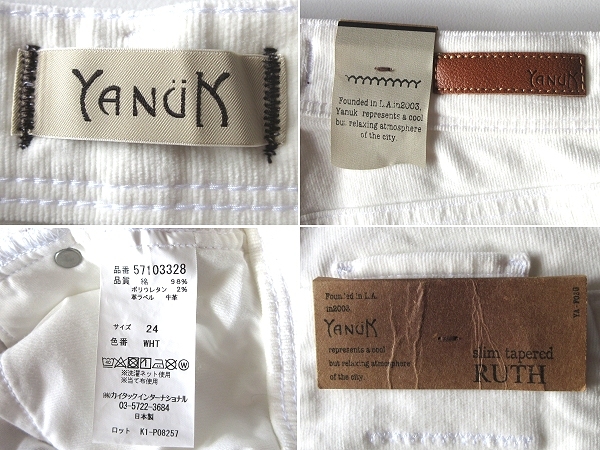 YANÜK
Founded in L.A.in2003,
Yanuk represents a cool
but relaxing atmosphere
of the city.
YANUK
品番 57103328
品質 綿 98%
ポリウレタン 2%
革ラベル 牛革
サイズ 24
色番 WHT
※洗濯ネット使用
※当て布使用
㈱カイタックインターナショナル
03-5722-3684
日本製
ロット K1-P08257
Founded in L.A.
in2003,
YANÜK
represents a cool
but relaxing atmosphere
of the city.
slim tapered
RUTH